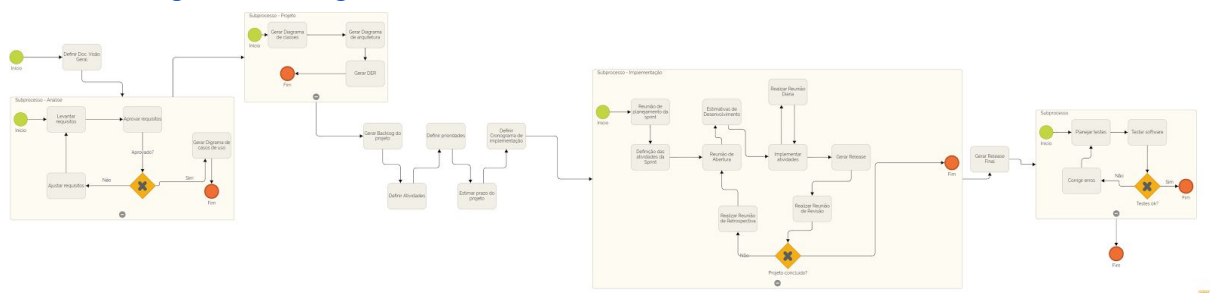 Início
Definir Doc. Visão
Geral
Subprocesso - Análise
Início
Levantar
requisitos
Aprovar requisitos
Aprovado?
Gerar Digrama de
casos de uso
Ajustar requisitos
Não
Sim
Fim
Subprocesso - Projeto
Início
Gerar Diagrama
de classes
Gerar Diagrama
de arquitetura
Gerar DER
Fim
Gerar Backlog do
projeto
Definir Atividades
Definir prioridades
Estimar prazo do
projeto
Definir
Cronograma de
implementação
Subprocesso - Implementação
Início
Reunião de
planejamento da
sprint
Definição das
atividades da
Sprint
Estimativas de
Desenvolvimento
Reunião de
Abertura
Realizar Reunião
de Retrospectiva
Realizar Reunião
Diária
Implementar
atividades
Gerar Release
Realizar Reunião
de Revisão
Não
Projeto concluído?
Fim
Gerar Release
Final
Subprocesso
Início
Planejar testes
Testar software
Corrigir erros
Não
Sim
Testes ok?
Fim
Fim